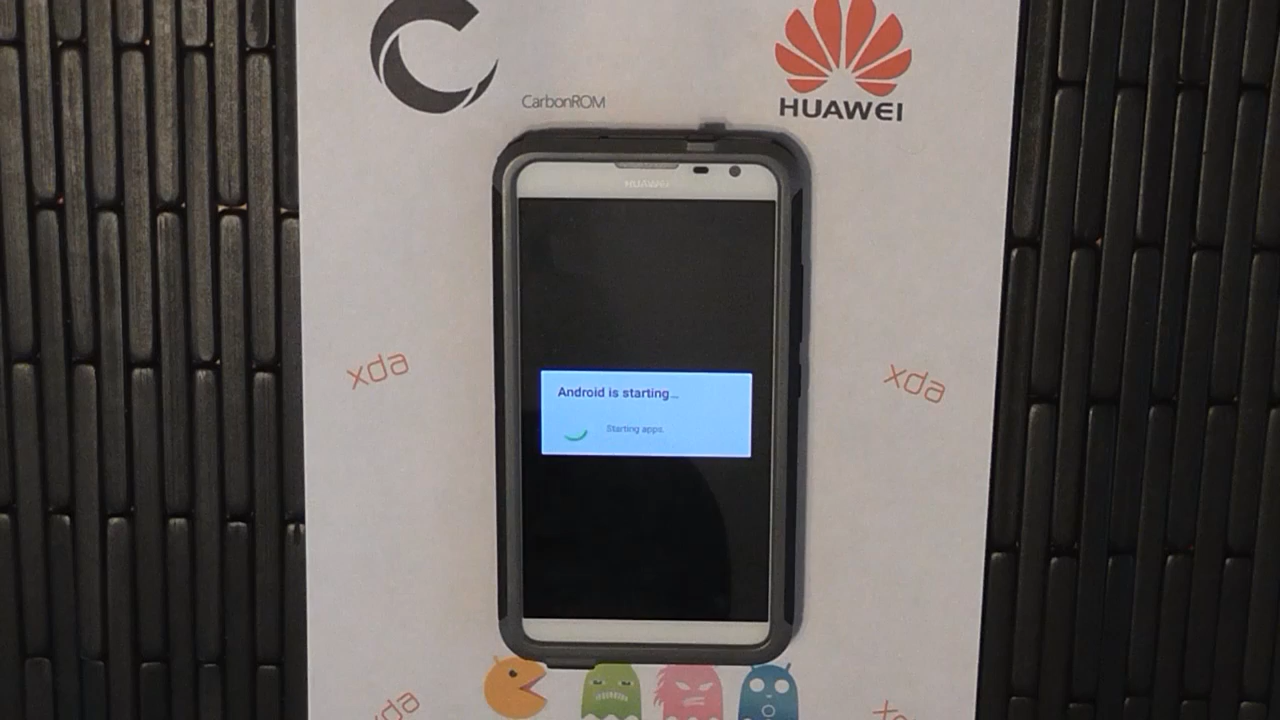 CarbonROM
HUAWEI
HUAWEI
Android is starting...
Starting apps.
xda
xda
xda